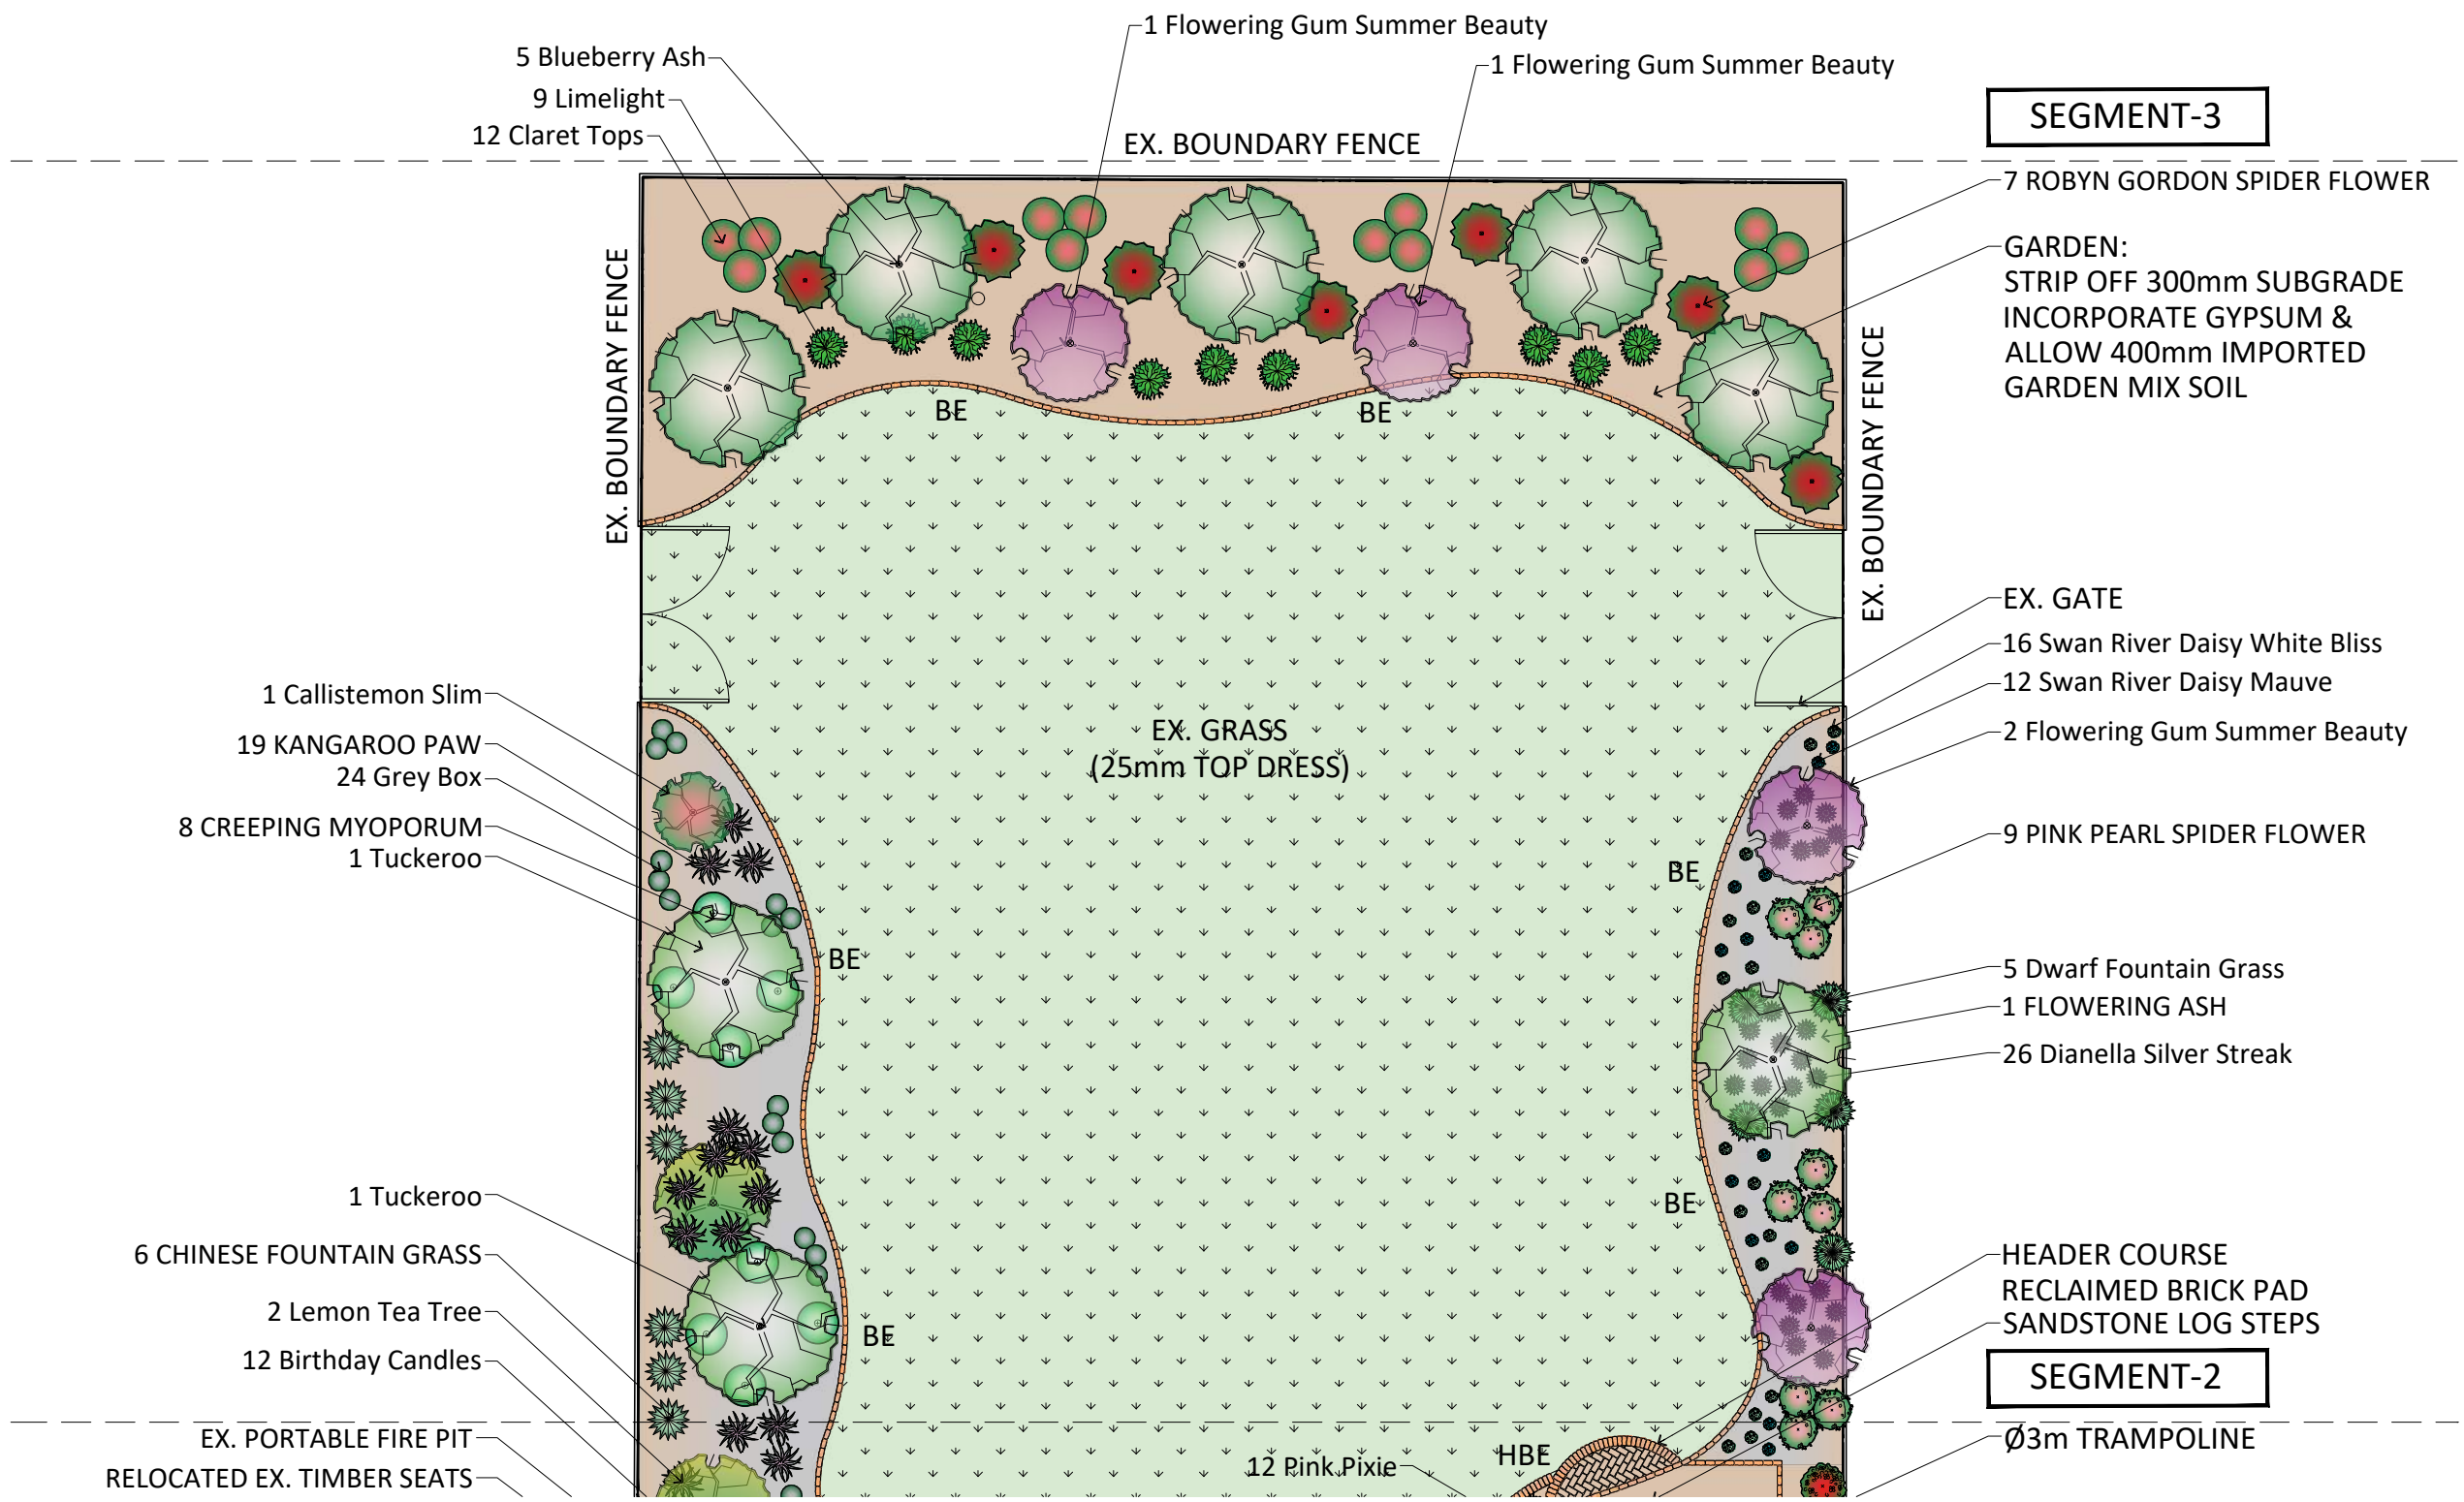 1 Flowering Gum Summer Beauty
5 Blueberry Ash
1 Flowering Gum Summer Beauty
9 Limelight
12 Claret Tops
EX. BOUNDARY FENCE
SEGMENT-3
7 ROBYN GORDON SPIDER FLOWER
GARDEN:
STRIP OFF 300mm SUBGRADE
INCORPORATE GYPSUM &
ALLOW 400mm IMPORTED
GARDEN MIX SOIL
EX. BOUNDARY FENCE
EX. BOUNDARY FENCE
BE
BE
EX. GATE
16 Swan River Daisy White Bliss
12 Swan River Daisy Mauve
2 Flowering Gum Summer Beauty
1 Callistemon Slim
19 KANGAROO PAW
24 Grey Box
8 CREEPING MYOPORUM
1 Tuckeroo
EX. GRASS
(25mm TOP DRESS)
9 PINK PEARL SPIDER FLOWER
BE
BE
5 Dwarf Fountain Grass
1 FLOWERING ASH
26 Dianella Silver Streak
1 Tuckeroo
BE
6 CHINESE FOUNTAIN GRASS
2 Lemon Tea Tree
12 Birthday Candles
BE
HEADER COURSE
RECLAIMED BRICK PAD
SANDSTONE LOG STEPS
SEGMENT-2
EX. PORTABLE FIRE PIT
RELOCATED EX. TIMBER SEATS
12 Pink Pixie
HBE
Ø3m TRAMPOLINE